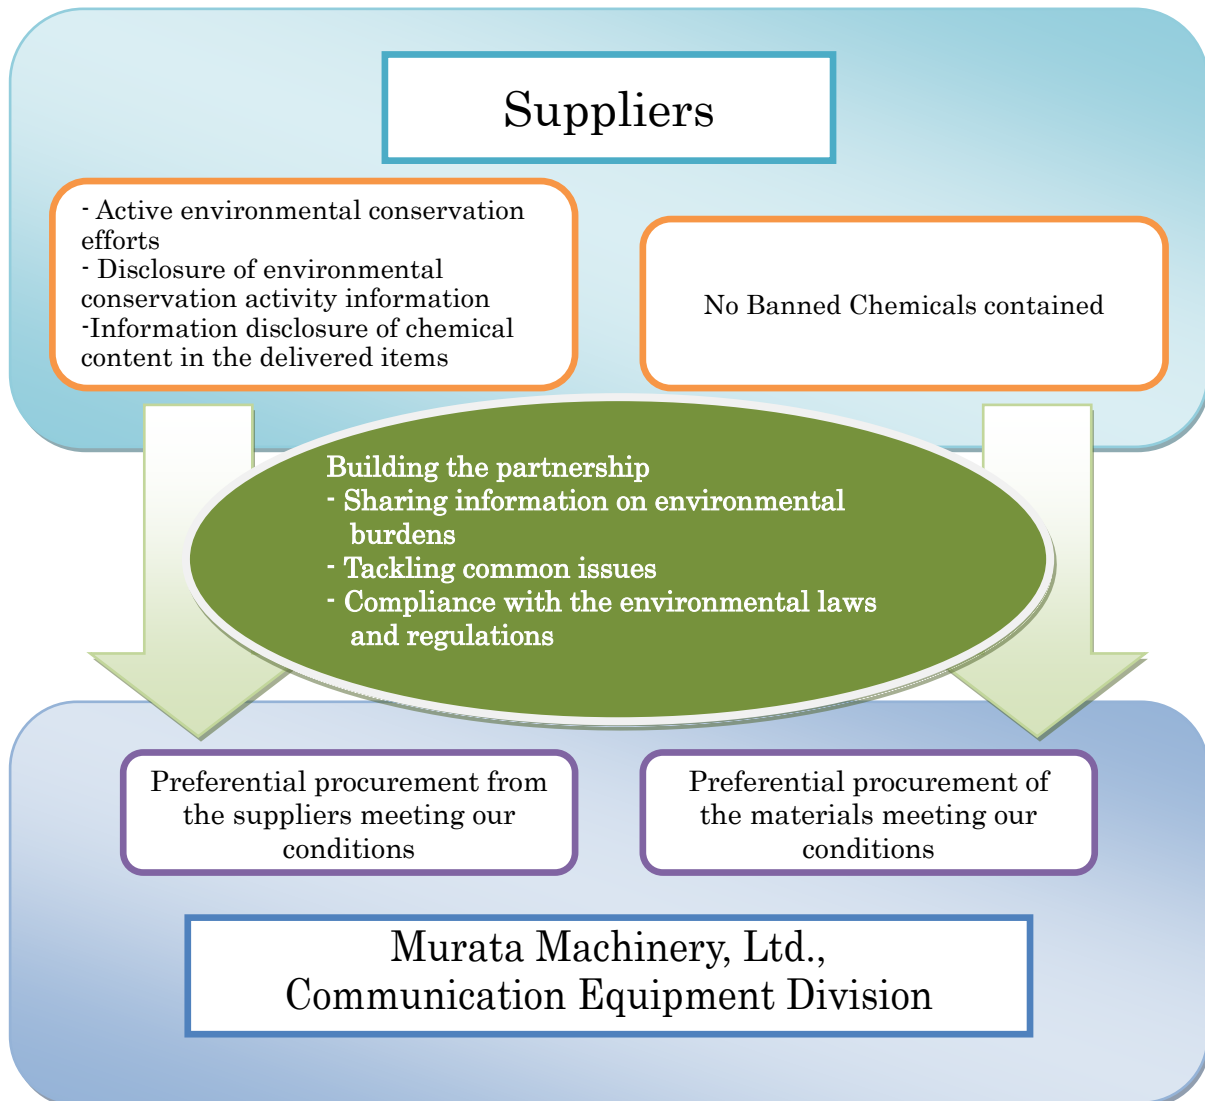 Suppliers
- Active environmental conservation
efforts
- Disclosure of environmental
conservation activity information
-Information disclosure of chemical
content in the delivered items
No Banned Chemicals contained
Building the partnership
- Sharing information on environmental
burdens
- Tackling common issues
- Compliance with the environmental laws
and regulations
Preferential procurement from
the suppliers meeting our
conditions
Preferential procurement of
the materials meeting our
conditions
Murata Machinery, Ltd.,
Communication Equipment Division